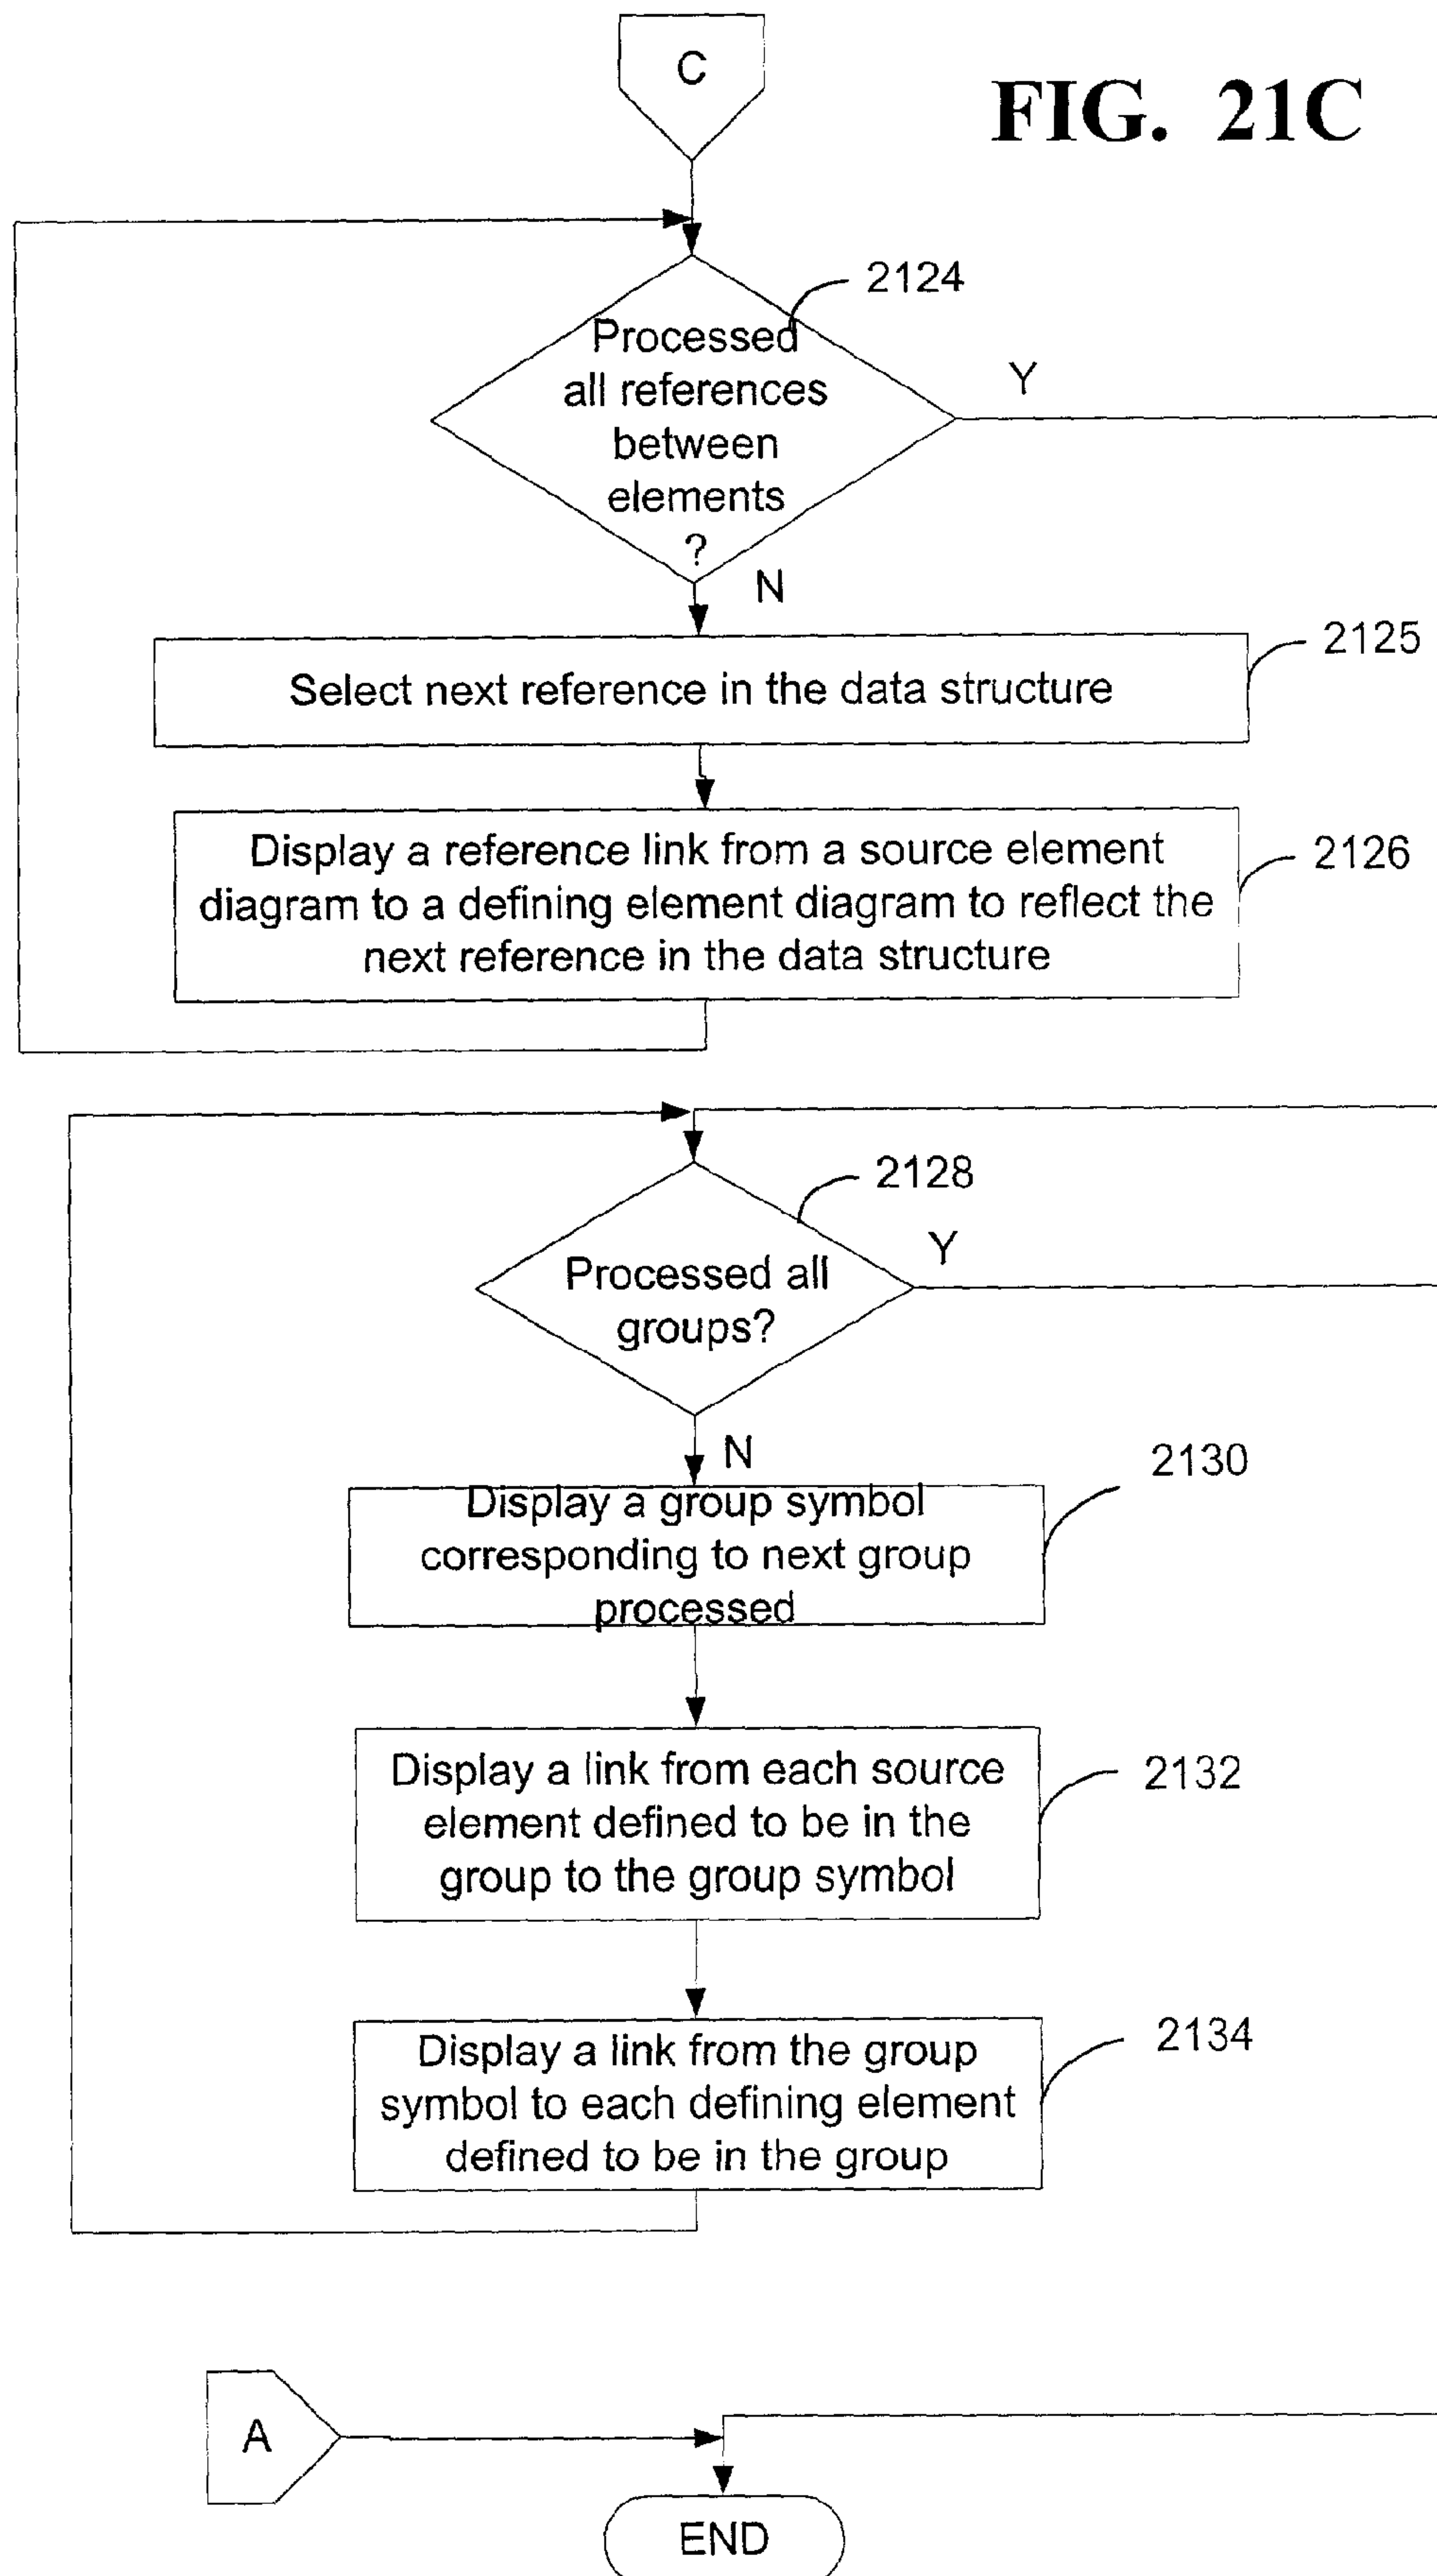 C
FIG. 21C
2124
Processed
all references
between
elements
?
Y
N
2125
Select next reference in the data structure
2126
Display a reference link from a source element
diagram to a defining element diagram to reflect the
next reference in the data structure
2128
Y
Processed all
groups?
N
2130
Display a group symbol
corresponding to next group
processed
2132
Display a link from each source
element defined to be in the
group to the group symbol
2134
Display a link from the group
symbol to each defining element
defined to be in the group
A
END